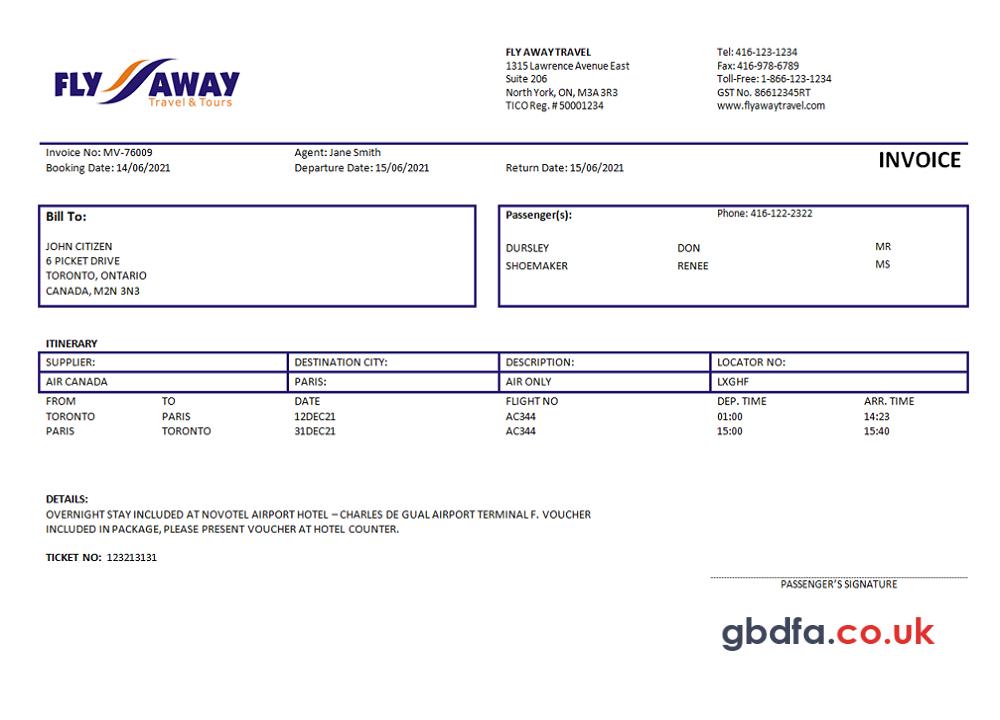 FLY AWAY
Travel & Tours
FLY AWAY TRAVEL
1315 Lawrence Avenue East
Suite 206
North York, ON, M3A 3R3
TICO Reg. # 50001234
Tel: 416-123-1234
Fax: 416-978-6789
Toll-Free: 1-866-123-1234
GST No. 86612345RT
www.flyawaytravel.com
Invoice No: MV-76009 Agent: Jane Smith
Booking Date: 14/06/2021 Departure Date: 15/06/2021 Return Date: 15/06/2021
INVOICE
Bill To:
JOHN CITIZEN
6 PICKET DRIVE
TORONTO, ONTARIO
CANADA, M2N 3N3
Passenger(s): Phone: 416-122-2322
DURSLEY DON MR
SHOEMAKER RENEE MS
ITINERARY
SUPPLIER: DESTINATION CITY: DESCRIPTION: LOCATOR NO:
AIR CANADA PARIS: AIR ONLY LXGHF
FROM TO DATE FLIGHT NO DEP. TIME ARR. TIME
TORONTO PARIS 12DEC21 AC344 01:00 14:23
PARIS TORONTO 31DEC21 AC344 15:00 15:40
DETAILS:
OVERNIGHT STAY INCLUDED AT NOVOTEL AIRPORT HOTEL – CHARLES DE GUAL AIRPORT TERMINAL F. VOUCHER
INCLUDED IN PACKAGE, PLEASE PRESENT VOUCHER AT HOTEL COUNTER.
TICKET NO: 123213131
PASSENGER'S SIGNATURE
gbdfa.co.uk